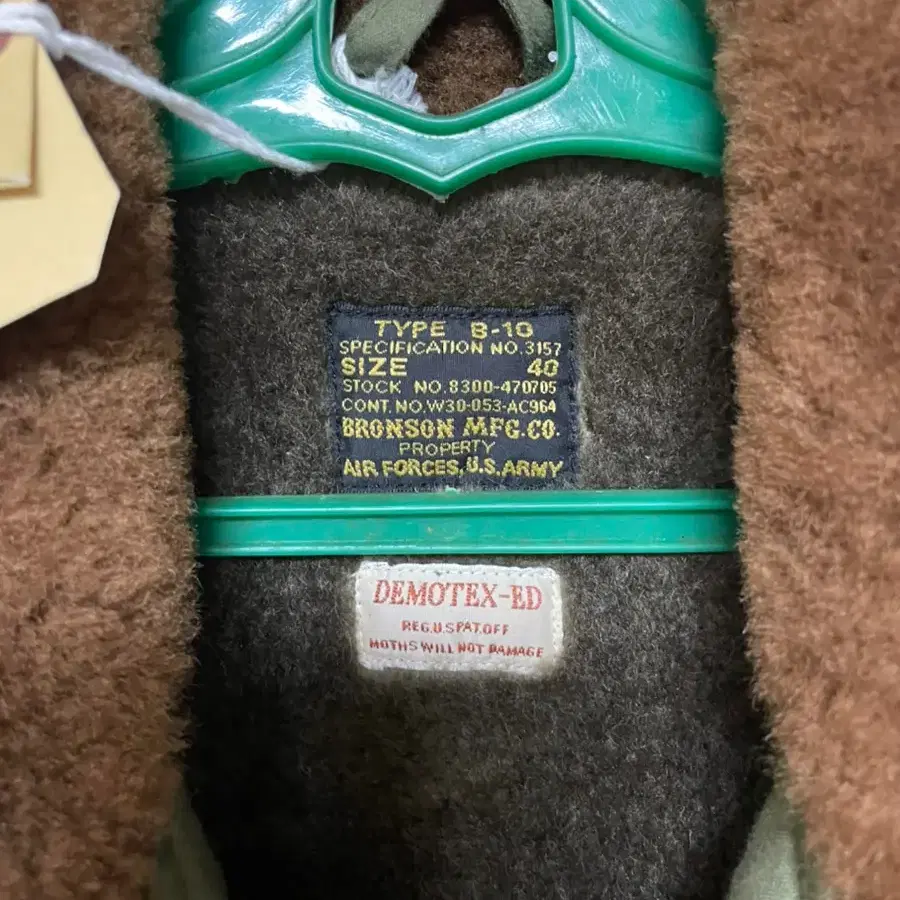 TYPE B-10
SPECIFICATION NO.3157
SIZE 40
STOCK NO.8300-470705
CONT. NO.W30-053-AC964
BRONSON MFG.CO.
PROPERTY
AIR FORCES, U.S.ARMY
DEMOTEX-ED
REG.U.S PAT.OFF
MOTHS WILL NOT DAMAGE